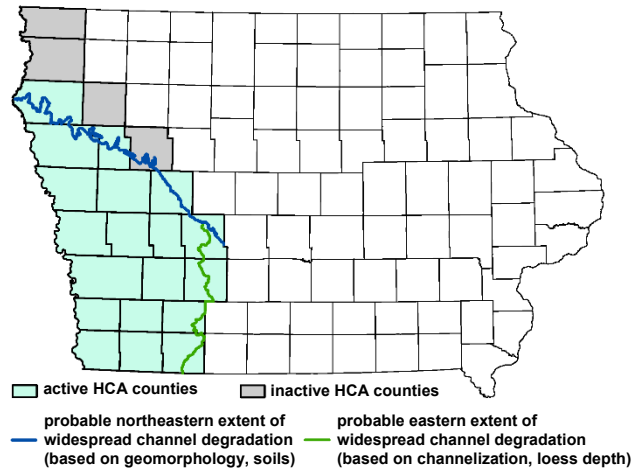 active HCA counties
inactive HCA counties
probable northeastern extent of
widespread channel degradation
(based on geomorphology, soils)
probable eastern extent of
widespread channel degradation
(based on channelization, loess depth)